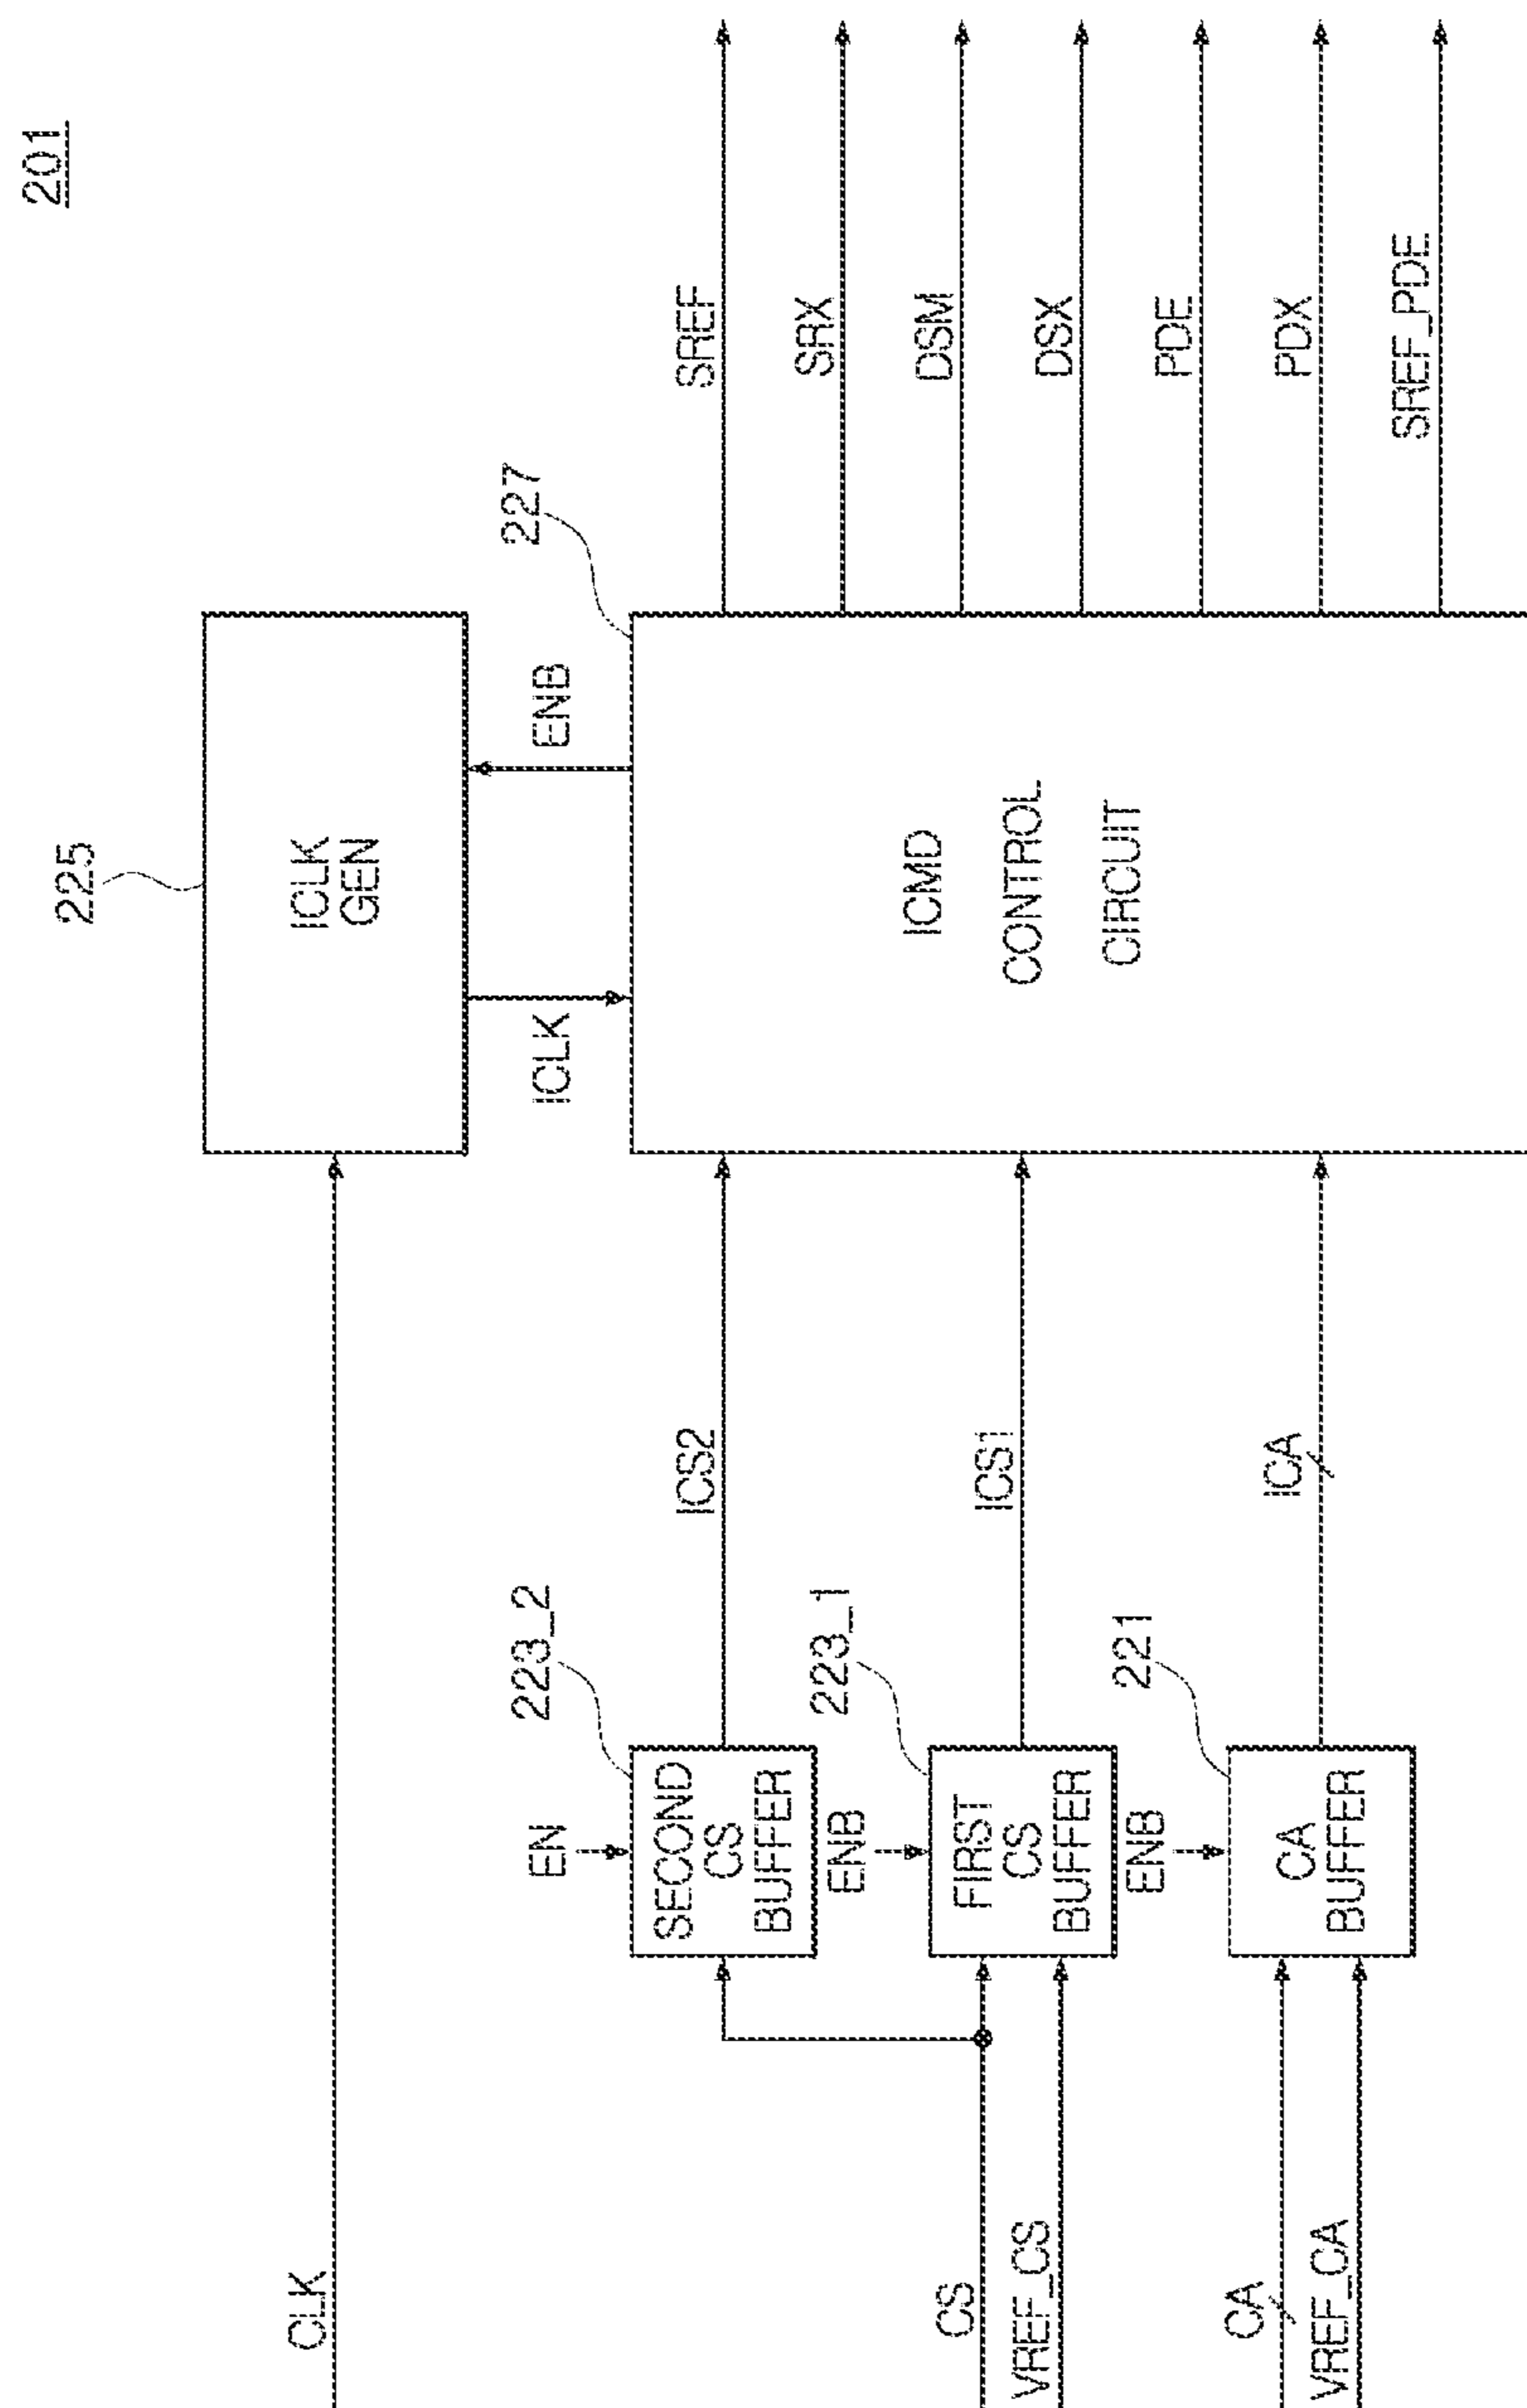 201
225
CLK
ICLK
GEN
ICLK
ENB
227
223_2
EN
SECOND
CS
BUFFER
ICS2
223_1
ENB
CS
VREF_CS
FIRST
CS
BUFFER
ICS1
ICMD
CONTROL
CIRCUIT
221
ENB
CA
VREF_CA
CA
BUFFER
ICA
SREF
SRX
DSM
DSX
PDE
PDX
SREF_PDE